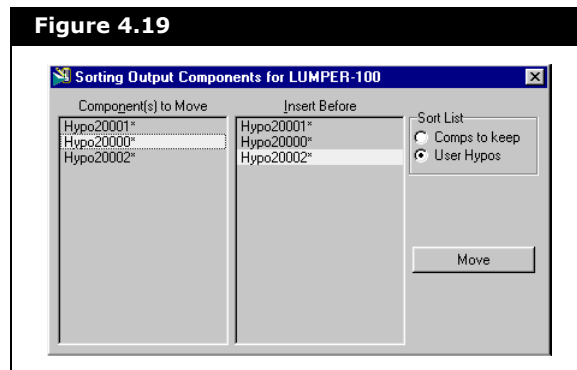 Figure 4.19
Sorting Output Components for LUMPER-100
Component(s) to Move
Insert Before
Hypo20001*
Hypo20000*
Hypo20002*
Hypo20001*
Hypo20000*
Hypo20002*
Sort List
Comps to keep
User Hypos
Move